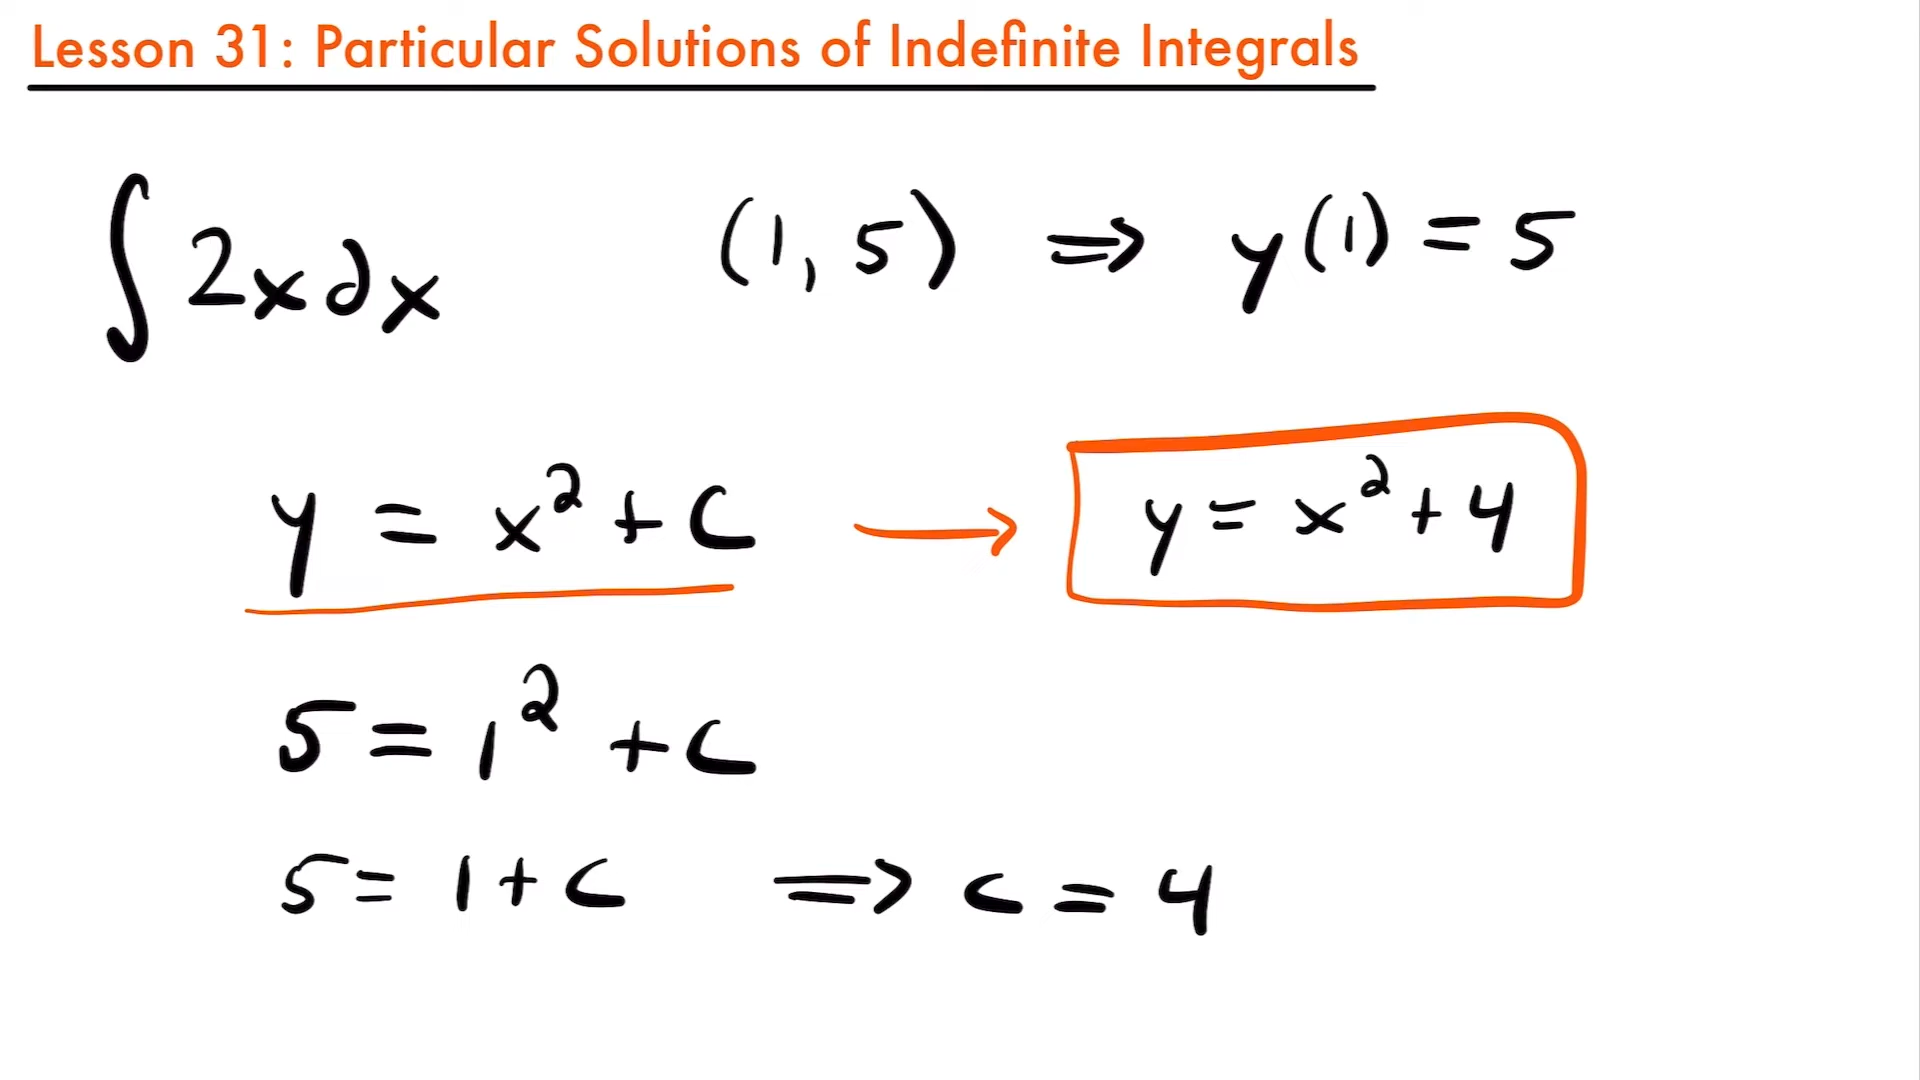 Lesson 31: Particular Solutions of Indefinite Integrals
∫ 2x dx (1, 5) ⇒ y(1) = 5
y = x² + C → y = x² + 4
5 = 1² + C
5 = 1 + C ⇒ C = 4